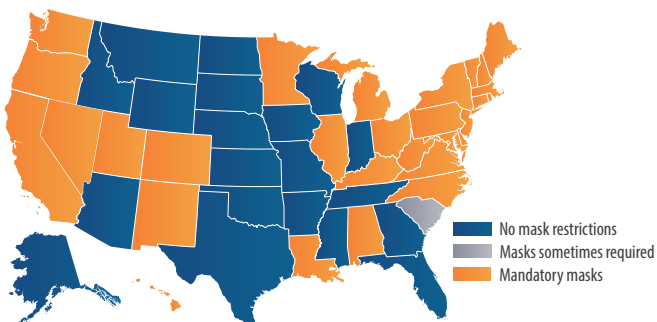 No mask restrictions
Masks sometimes required
Mandatory masks